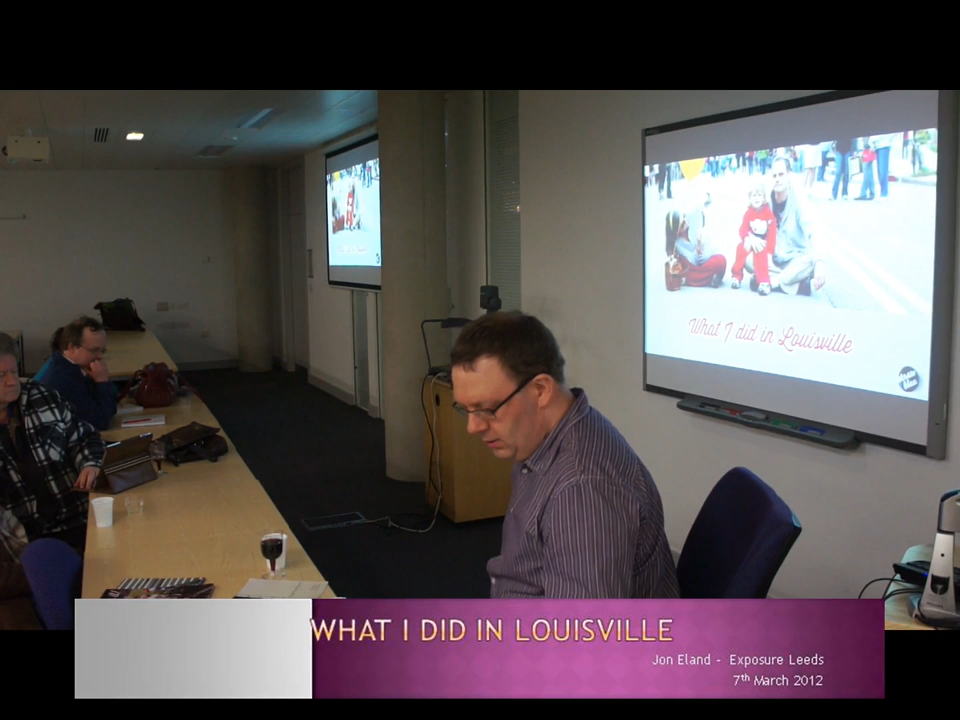 What I did in Louisville
WHAT I DID IN LOUISVILLE
Jon Eland - Exposure Leeds
7th March 2012